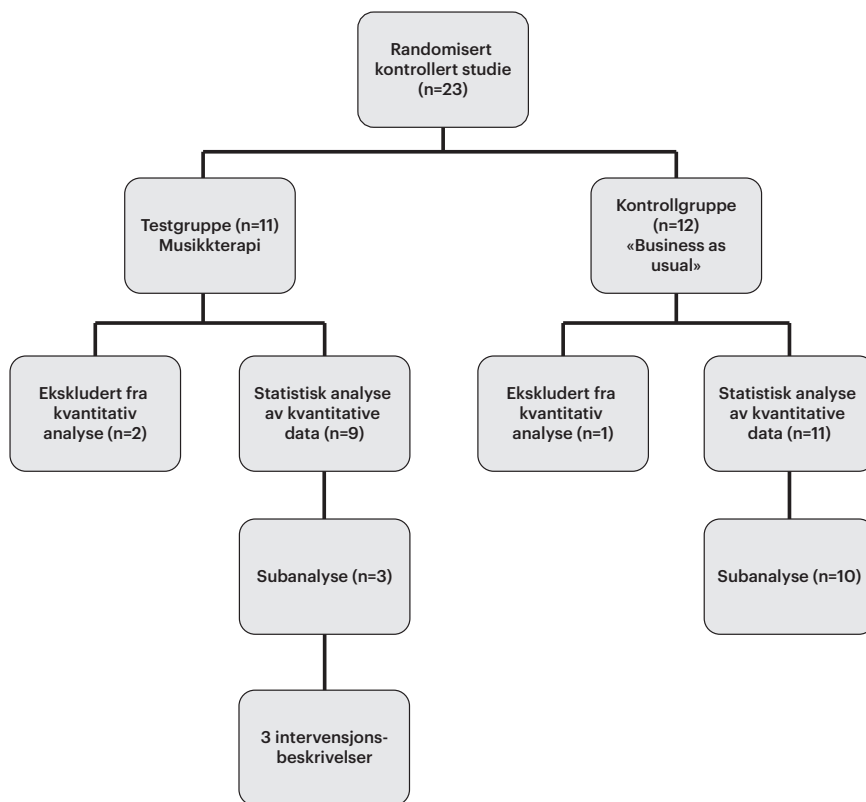 Randomisert
kontrollert studie
(n=23)
Testgruppe (n=11)
Musikkterapi
Kontrollgruppe
(n=12)
«Business as
usual»
Ekskludert fra
kvantitativ
analyse (n=2)
Statistisk analyse
av kvantitative
data (n=9)
Ekskludert fra
kvantitativ
analyse (n=1)
Statistisk analyse
av kvantitative
data (n=11)
Subanalyse (n=3)
Subanalyse (n=10)
3 intervensjons-
beskrivelser